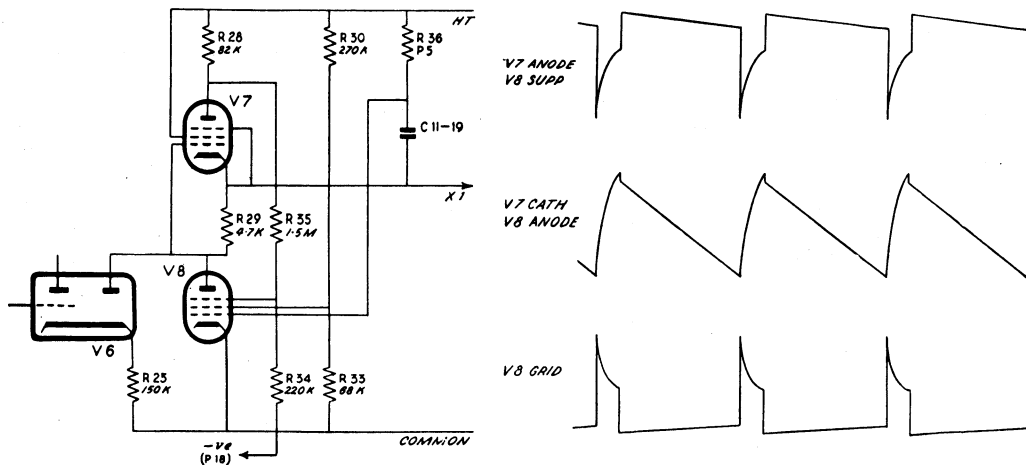 HT
R 28
82K
R 30
270K
R 36
P5
V7
C 11-19
X1
R 29
4.7K
R 35
1.5M
V8
V6
R 25
150K
R 34
220K
R 33
68K
-ve
(P 18)
COMMON
V7 ANODE
V8 SUPP
V7 CATH
V8 ANODE
V8 GRID